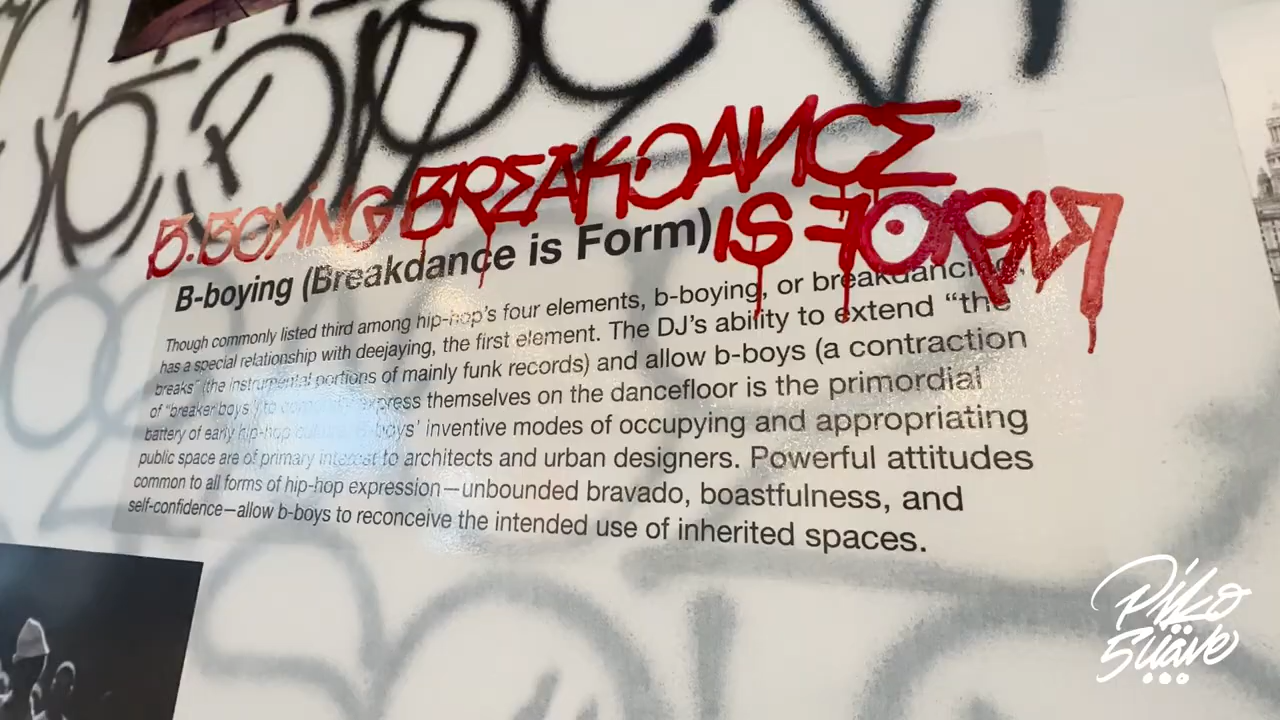 B.BOYING BREAKDANCE
IS FORM
B-boying (Breakdance is Form)
Though commonly listed third among hip-hop’s four elements, b-boying, or breakdancing,
has a special relationship with deejaying, the first element. The DJ’s ability to extend “the
breaks” (the instrumental portions of mainly funk records) and allow b-boys (a contraction
of “breaker boys”) to express themselves on the dancefloor is the primordial
battery of early hip-hop culture. B-boys’ inventive modes of occupying and appropriating
public space are of primary interest to architects and urban designers. Powerful attitudes
common to all forms of hip-hop expression—unbounded bravado, boastfulness, and
self-confidence—allow b-boys to reconceive the intended use of inherited spaces.
Piko
Suave